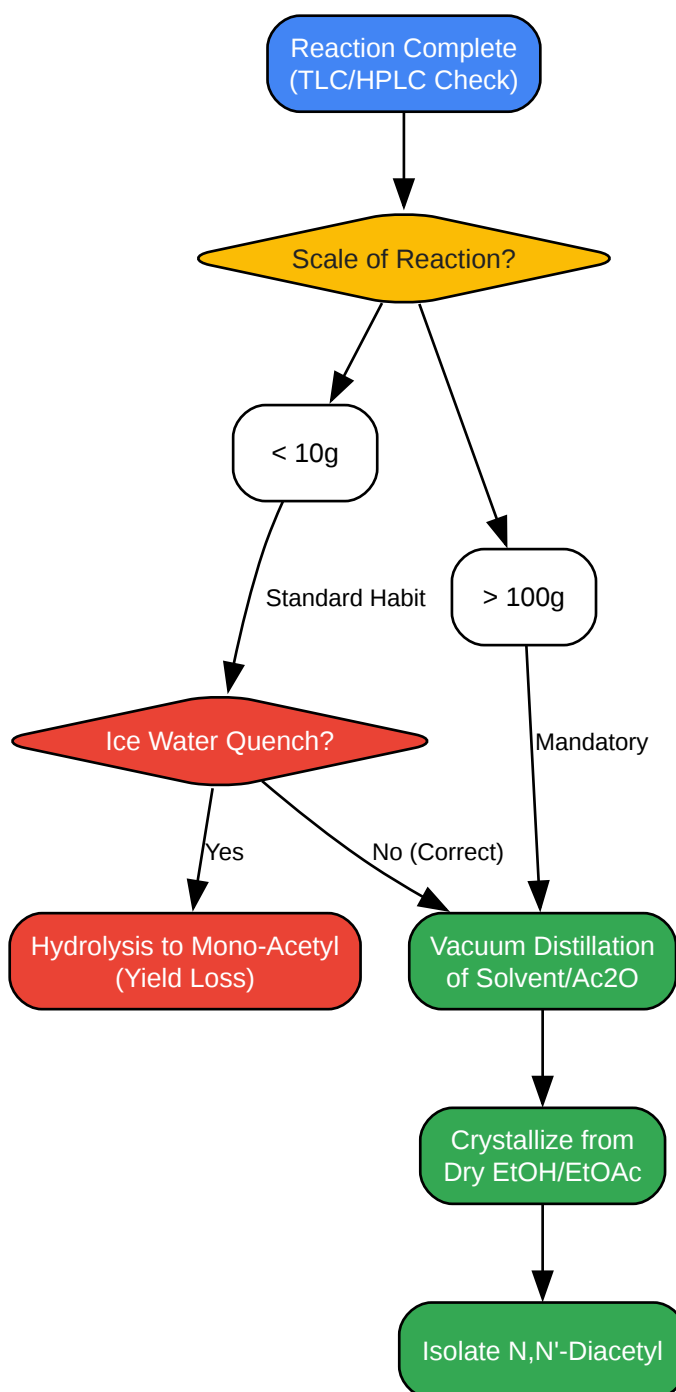 Reaction Complete
(TLC/HPLC Check)
Scale of Reaction?
< 10g
> 100g
Standard Habit
Ice Water Quench?
Mandatory
Yes
No (Correct)
Hydrolysis to Mono-Acetyl
(Yield Loss)
Vacuum Distillation
of Solvent/Ac2O
Crystallize from
Dry EtOH/EtOAc
Isolate N,N'-Diacetyl